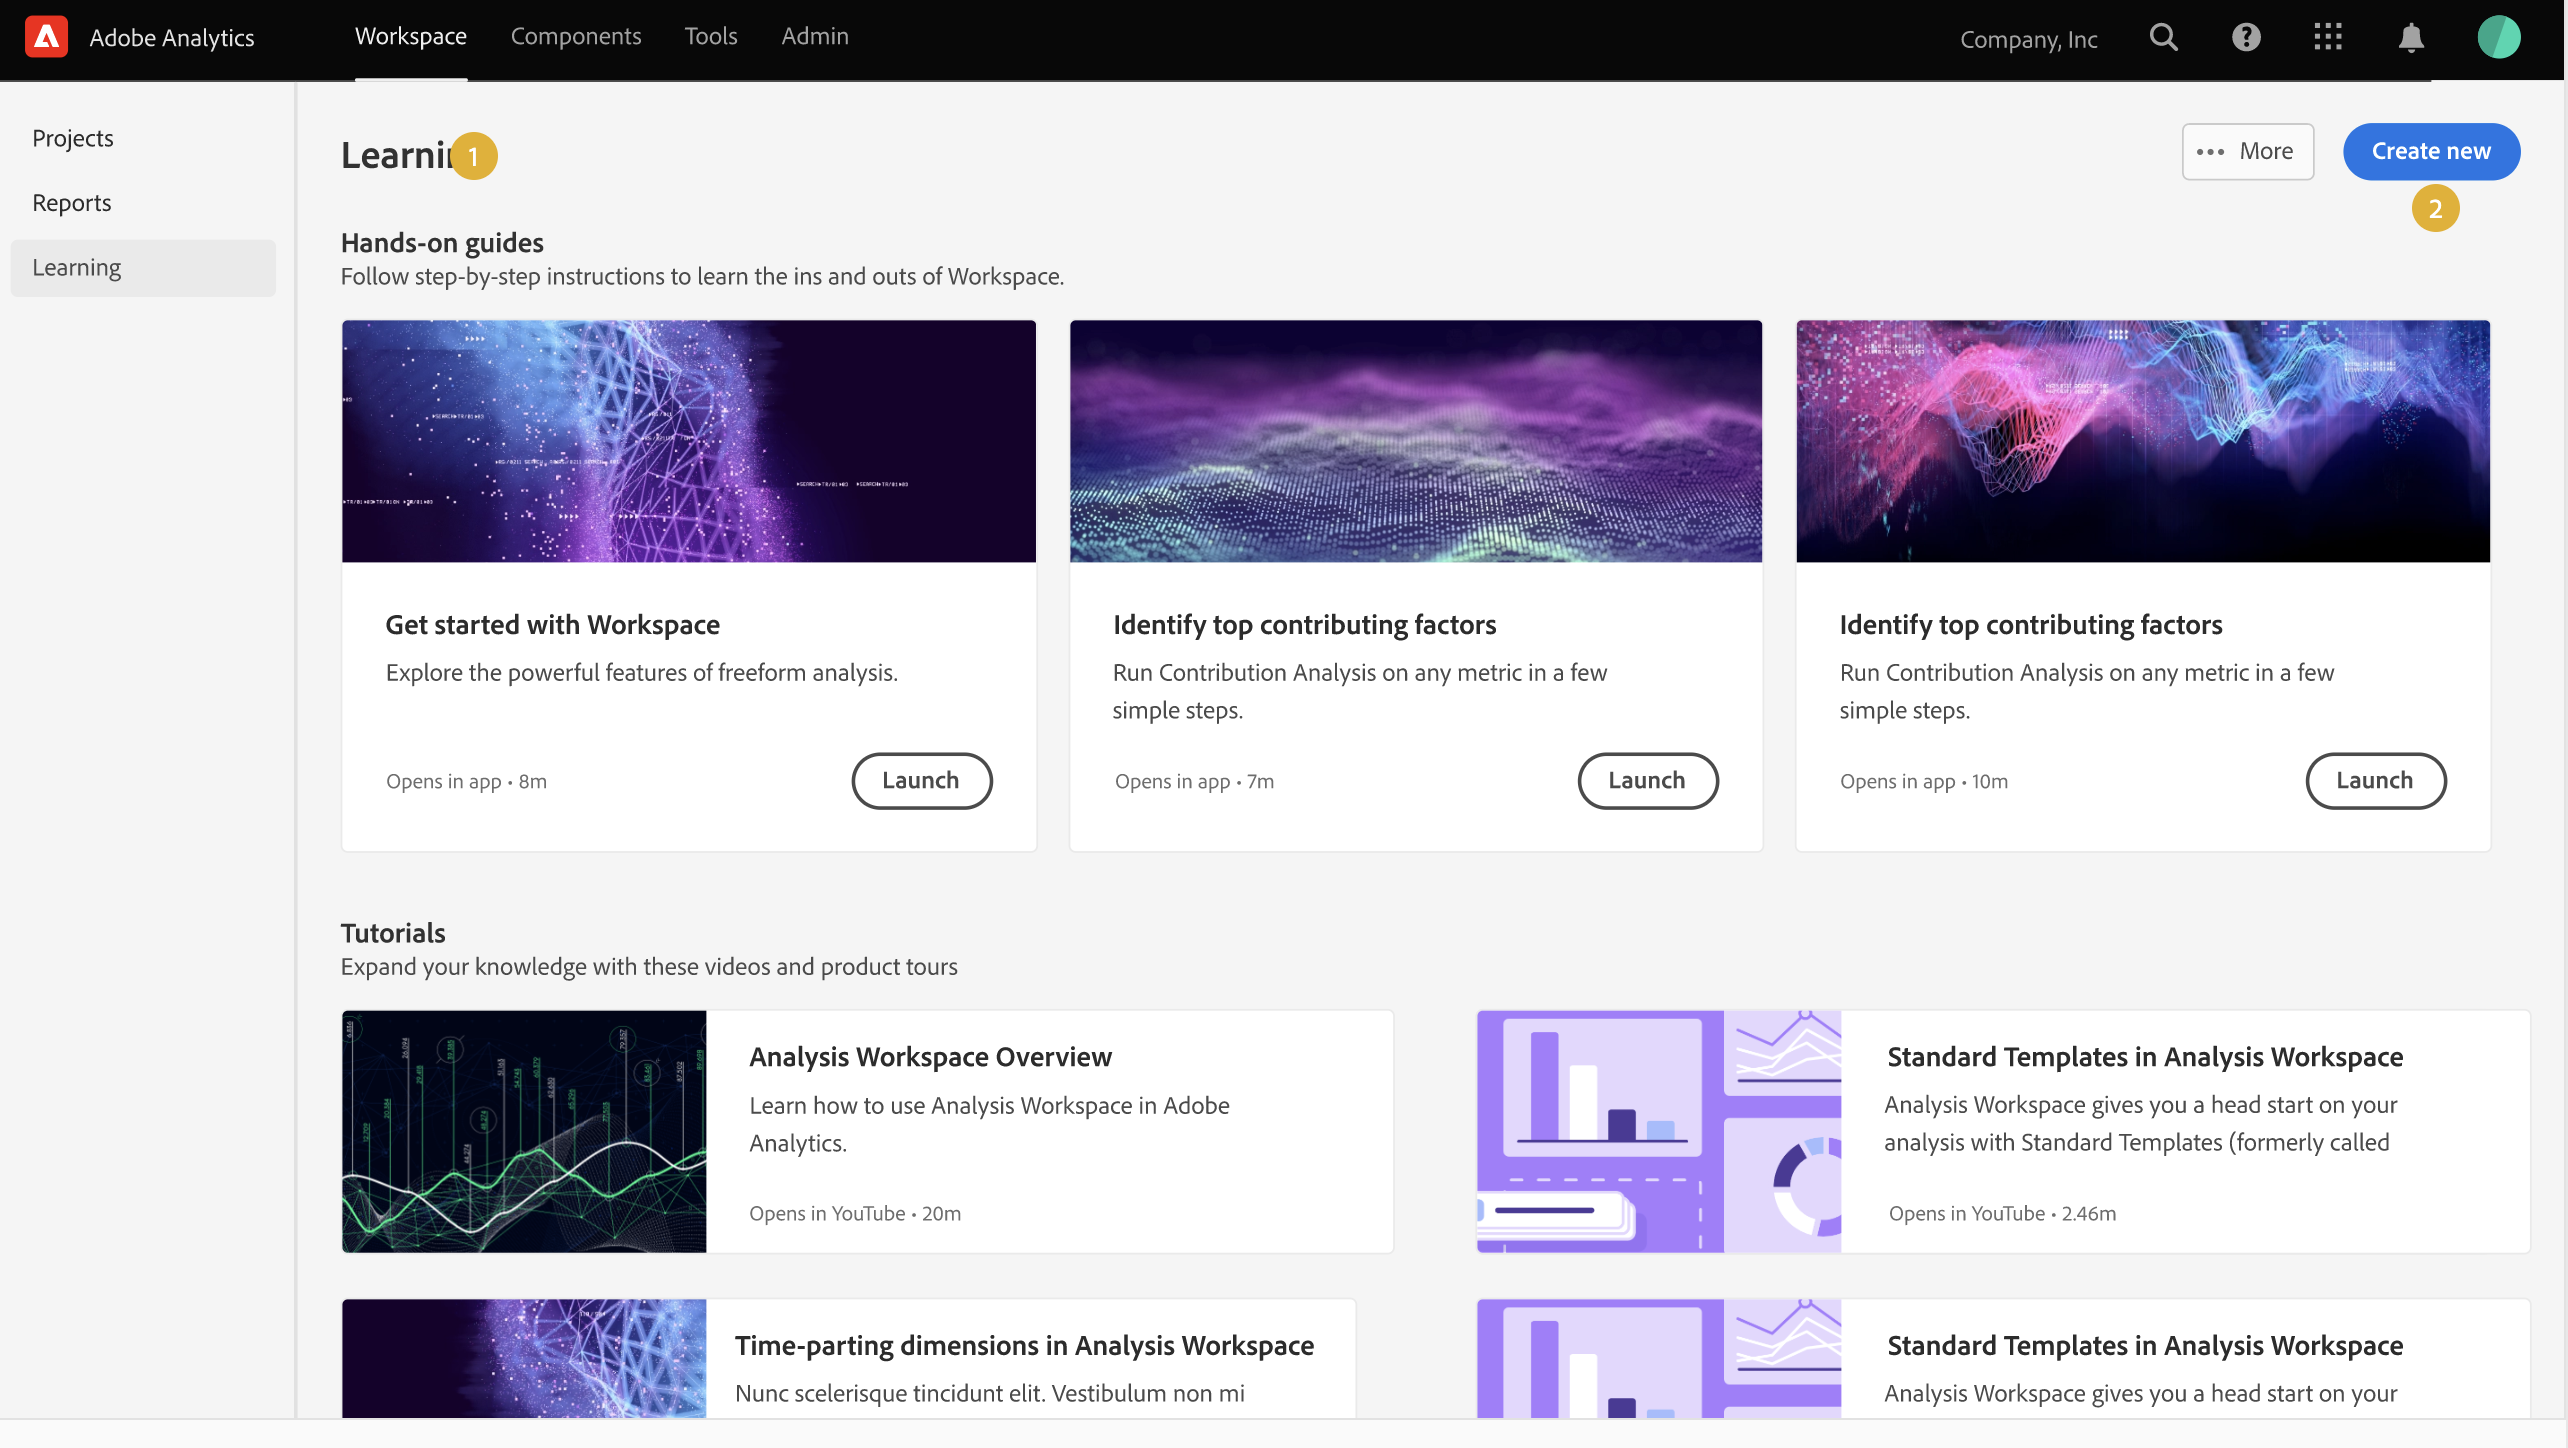 Adobe Analytics
Workspace
Components
Tools
Admin
Company, Inc
Projects
Reports
Learning
Learni
1
More
Create new
2
Hands-on guides
Follow step-by-step instructions to learn the ins and outs of Workspace.
Get started with Workspace
Explore the powerful features of freeform analysis.
Opens in app • 8m
Launch
Identify top contributing factors
Run Contribution Analysis on any metric in a few
simple steps.
Opens in app • 7m
Launch
Identify top contributing factors
Run Contribution Analysis on any metric in a few
simple steps.
Opens in app • 10m
Launch
Tutorials
Expand your knowledge with these videos and product tours
Analysis Workspace Overview
Learn how to use Analysis Workspace in Adobe
Analytics.
Opens in YouTube • 20m
Standard Templates in Analysis Workspace
Analysis Workspace gives you a head start on your
analysis with Standard Templates (formerly called
Opens in YouTube • 2.46m
Time-parting dimensions in Analysis Workspace
Nunc scelerisque tincidunt elit. Vestibulum non mi
Standard Templates in Analysis Workspace
Analysis Workspace gives you a head start on your